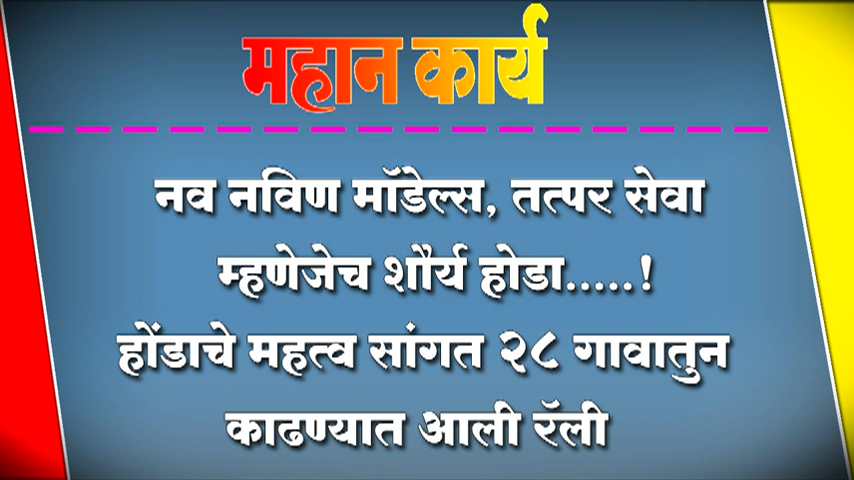 महान कार्य
नव नविण मॉडेल्स, तत्पर सेवा
म्हणेजेच शौर्य होडा.....!
होंडाचे महत्व सांगत २८ गावातुन
काढण्यात आली रॅली